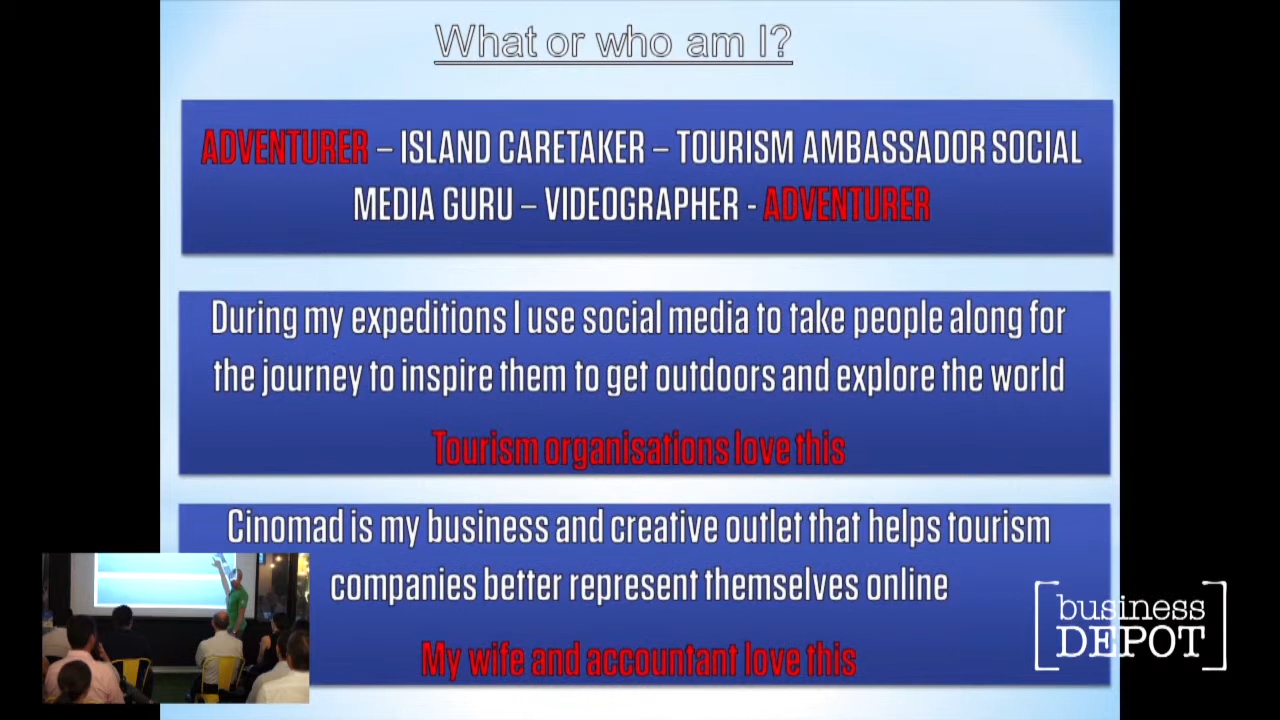 What or who am I?
ADVENTURER – ISLAND CARETAKER – TOURISM AMBASSADOR SOCIAL
MEDIA GURU – VIDEOGRAPHER - ADVENTURER
During my expeditions I use social media to take people along for
the journey to inspire them to get outdoors and explore the world
Tourism organisations love this
Cinomad is my business and creative outlet that helps tourism
companies better represent themselves online
My wife and accountant love this
business
DEPOT